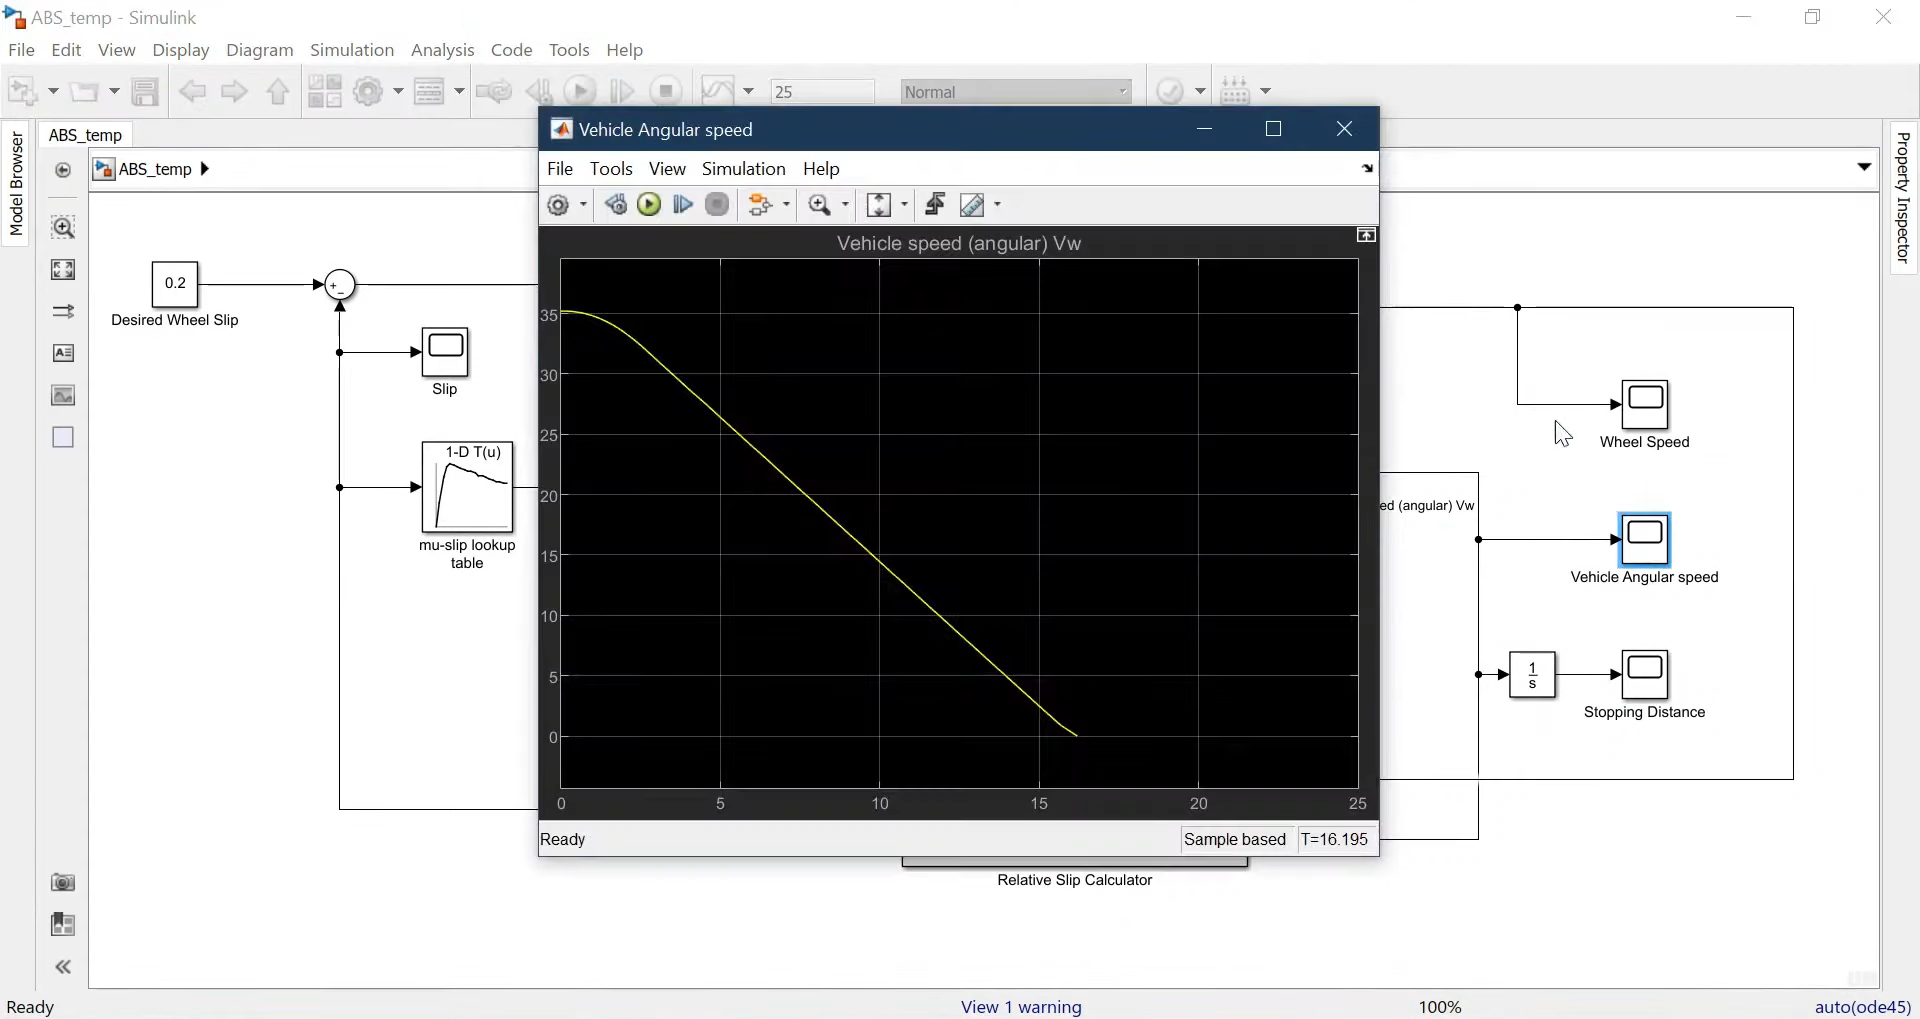 ABS_temp - Simulink
File Edit View Display Diagram Simulation Analysis Code Tools Help
25 Normal
Model Browser
ABS_temp
ABS_temp
Property Inspector
Vehicle Angular speed
File Tools View Simulation Help
Vehicle speed (angular) Vw
35
30
25
20
15
10
5
0
0 5 10 15 20 25
Ready Sample based T=16.195
0.2
Desired Wheel Slip
+
-
Slip
1-D T(u)
mu-slip lookup
table
Wheel Speed
ed (angular) Vw
Vehicle Angular speed
1
s
Stopping Distance
Relative Slip Calculator
Ready View 1 warning 100% auto(ode45)